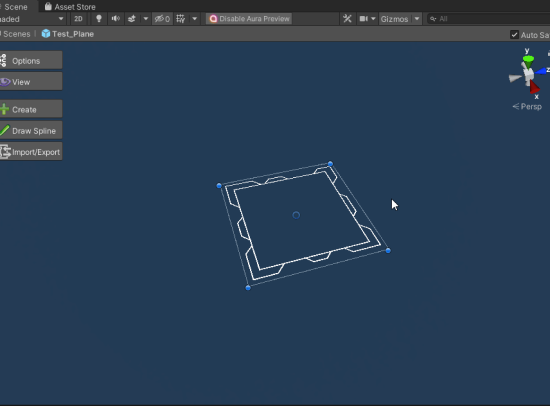 Scene Asset Store
aded 2D 0 Disable Aura Preview Gizmos All
Scenes Test_Plane Auto Sa
Options
View
Create
Draw Spline
Import/Export
y
z
x
Persp